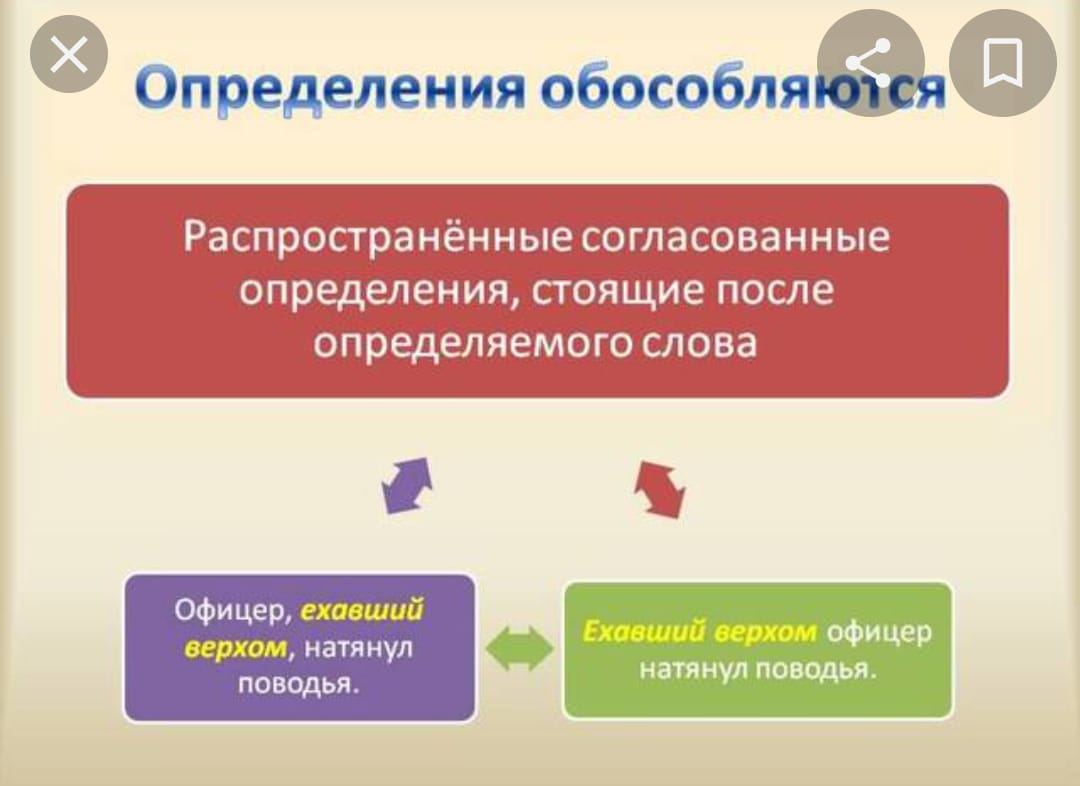 Определения обособляются
Распространённые согласованные
определения, стоящие после
определяемого слова
Офицер, ехавший
верхом, натянул
поводья.
Ехавший верхом офицер
натянул поводья.